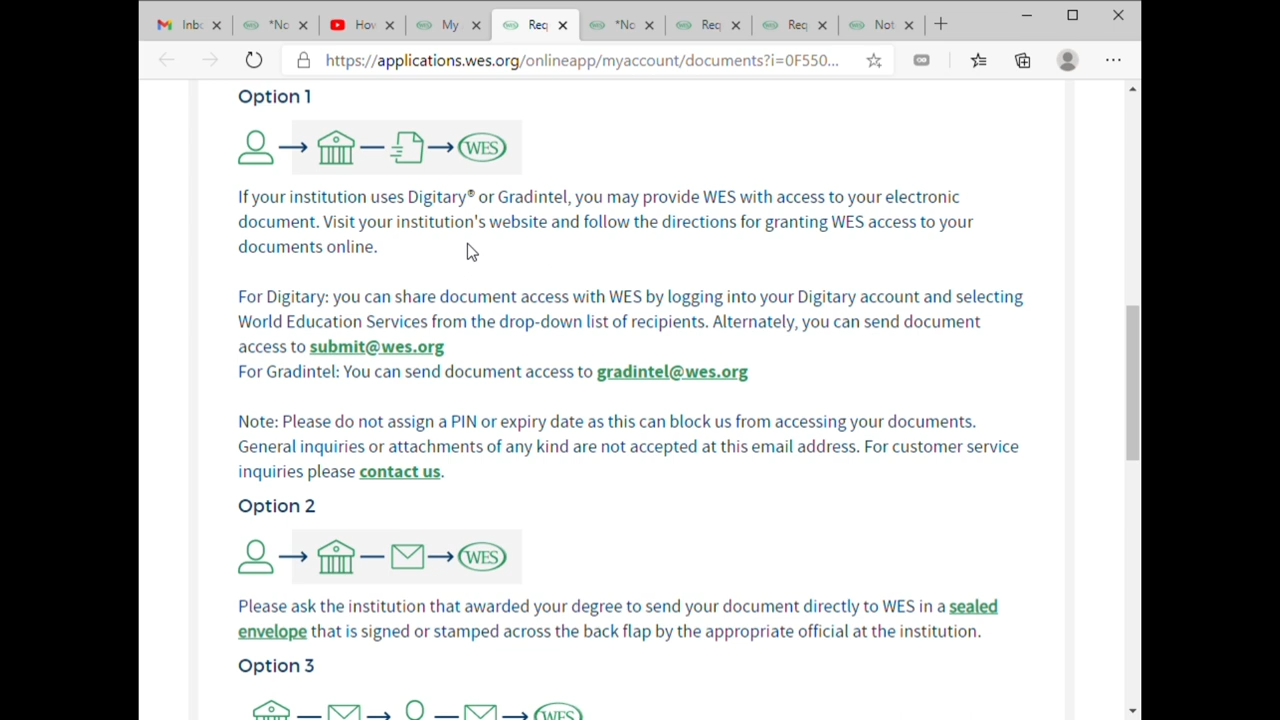 Inbc
*Nc
Hov
My
Req
*Nc
Req
Req
Not
https://applications.wes.org/onlineapp/myaccount/documents?i=0F550...
Option 1
WES
If your institution uses Digitary® or Gradintel, you may provide WES with access to your electronic
document. Visit your institution's website and follow the directions for granting WES access to your
documents online.
For Digitary: you can share document access with WES by logging into your Digitary account and selecting
World Education Services from the drop-down list of recipients. Alternately, you can send document
access to submit@wes.org
For Gradintel: You can send document access to gradintel@wes.org
Note: Please do not assign a PIN or expiry date as this can block us from accessing your documents.
General inquiries or attachments of any kind are not accepted at this email address. For customer service
inquiries please contact us.
Option 2
WES
Please ask the institution that awarded your degree to send your document directly to WES in a sealed
envelope that is signed or stamped across the back flap by the appropriate official at the institution.
Option 3
WES